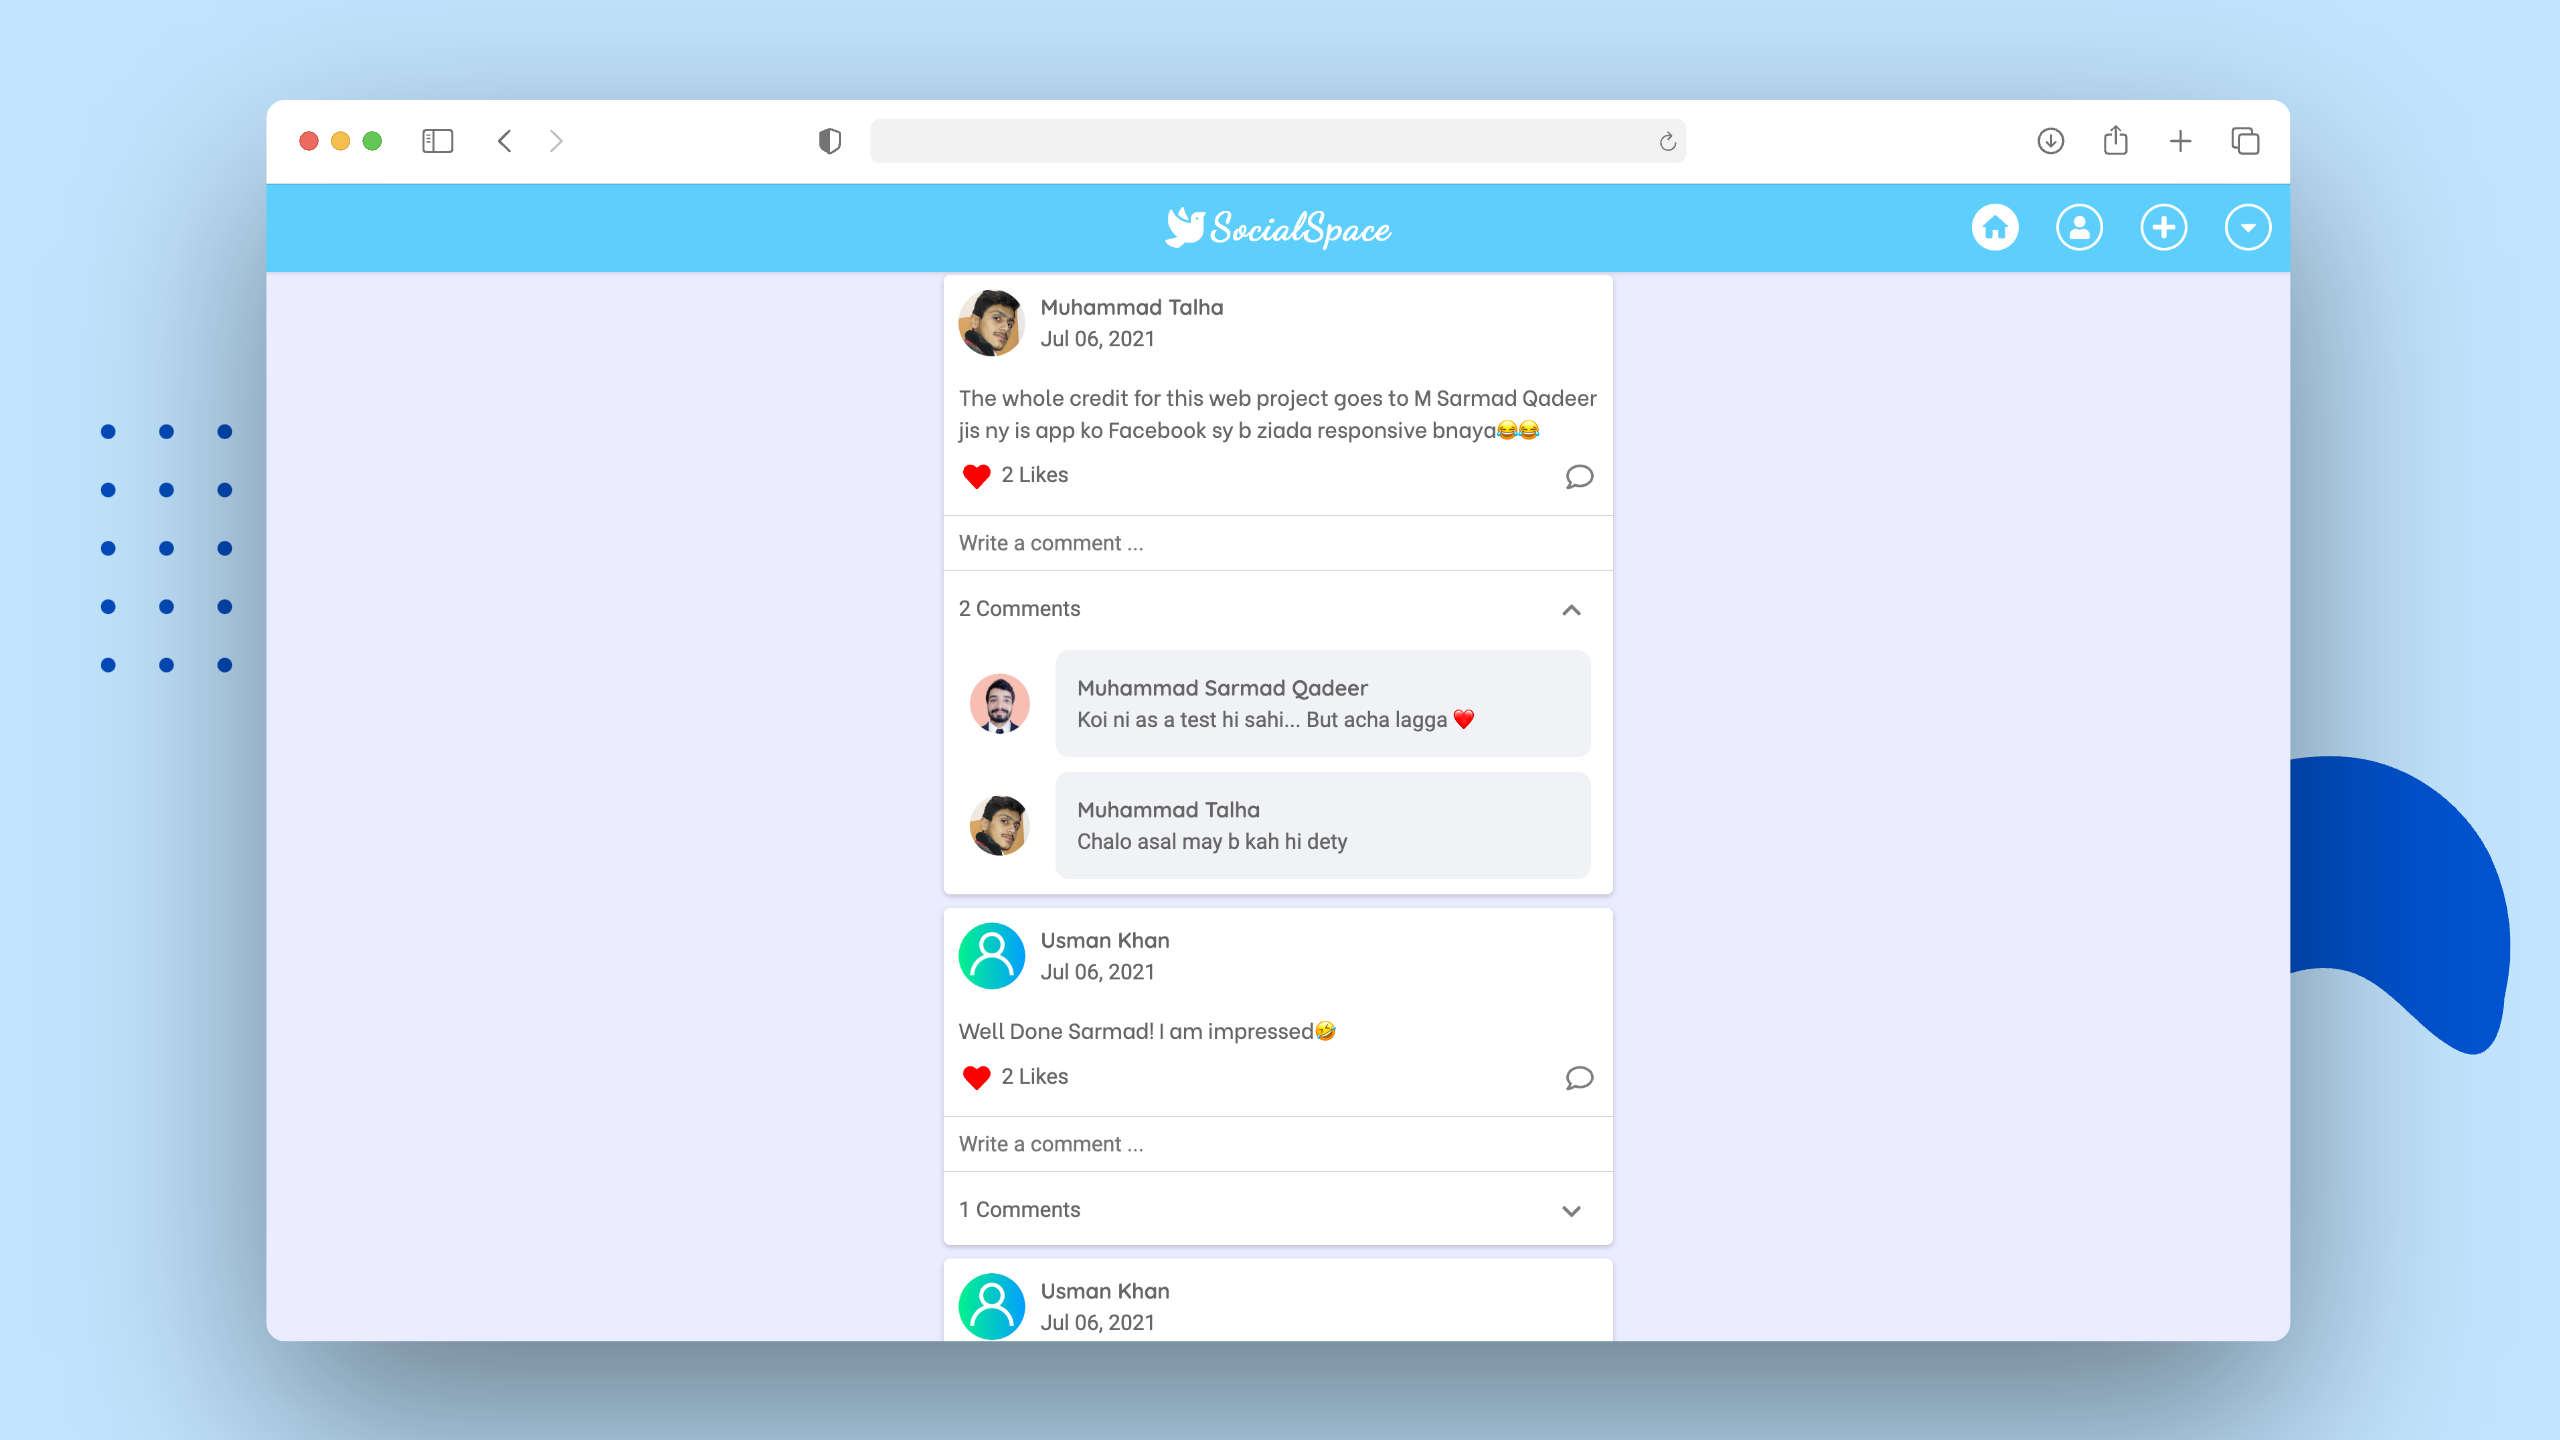 SocialSpace
Muhammad Talha
Jul 06, 2021
The whole credit for this web project goes to M Sarmad Qadeer
jis ny is app ko Facebook sy b ziada responsive bnaya😂😂
2 Likes
Write a comment ...
2 Comments
Muhammad Sarmad Qadeer
Koi ni as a test hi sahi... But acha lagga ❤️
Muhammad Talha
Chalo asal may b kah hi dety
Usman Khan
Jul 06, 2021
Well Done Sarmad! I am impressed🤣
2 Likes
Write a comment ...
1 Comments
Usman Khan
Jul 06, 2021